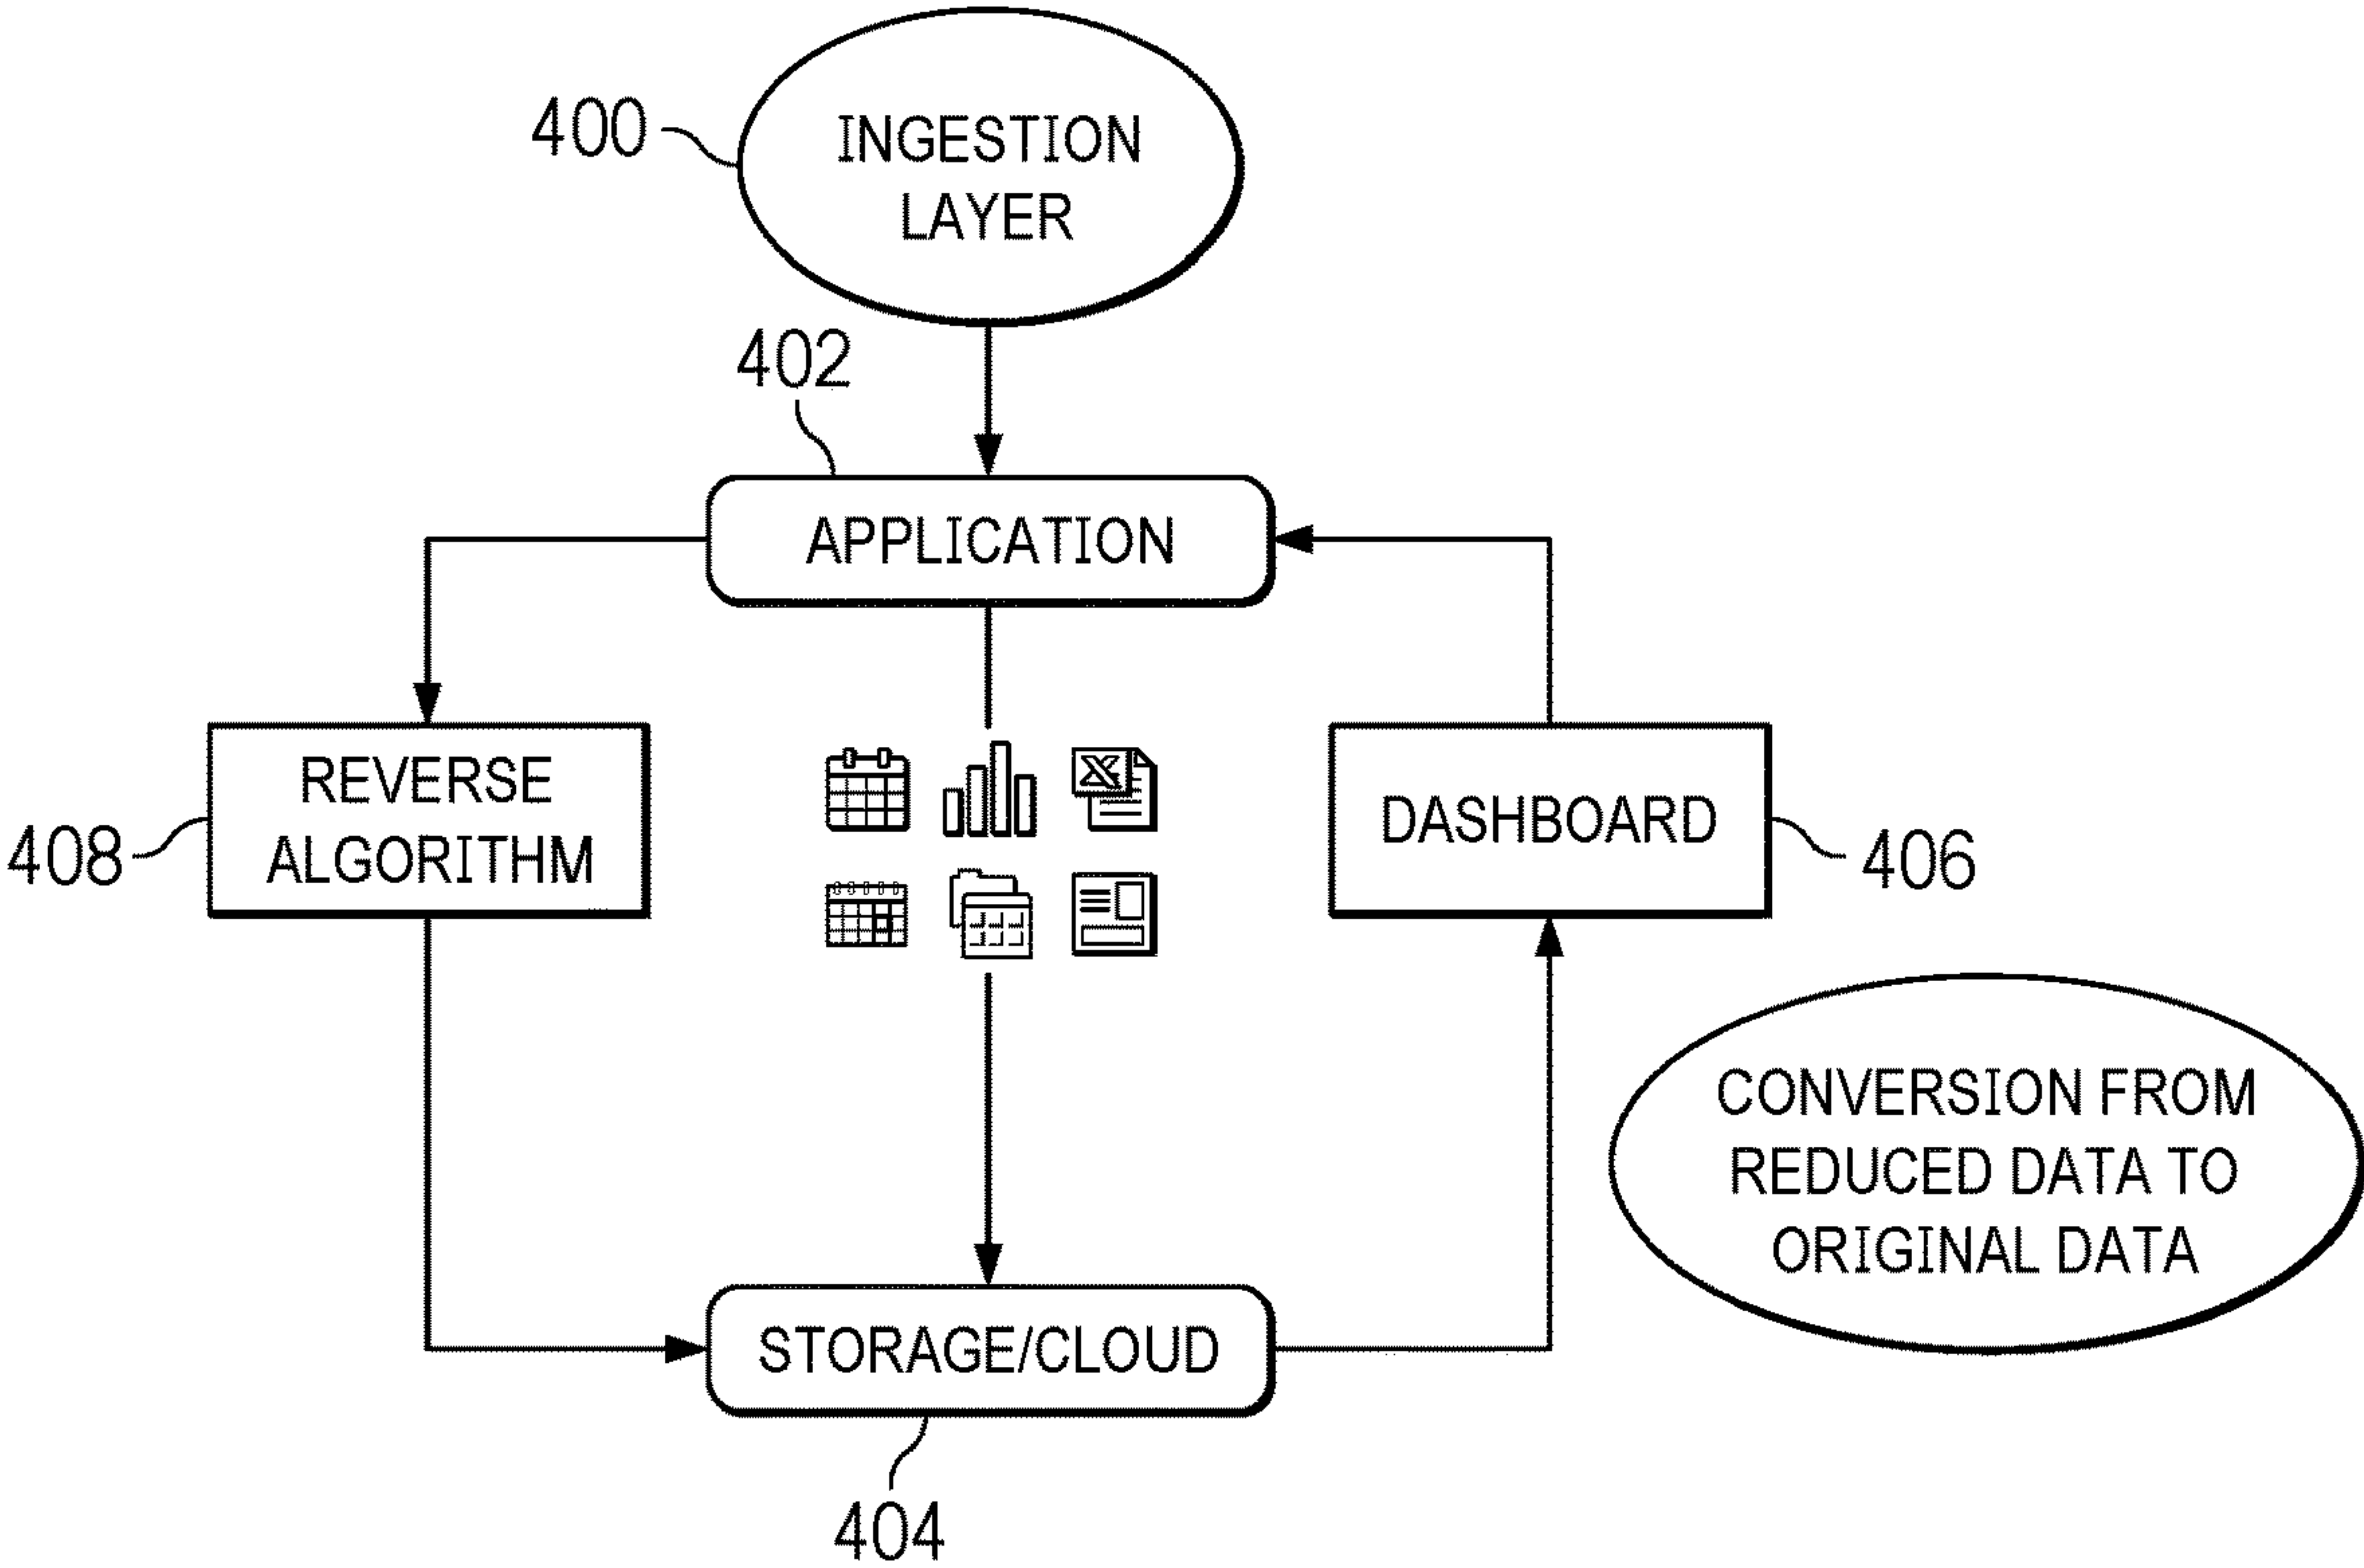 400
INGESTION
LAYER
402
APPLICATION
REVERSE
ALGORITHM
408
X
DASHBOARD
406
CONVERSION FROM
REDUCED DATA TO
ORIGINAL DATA
STORAGE/CLOUD
404